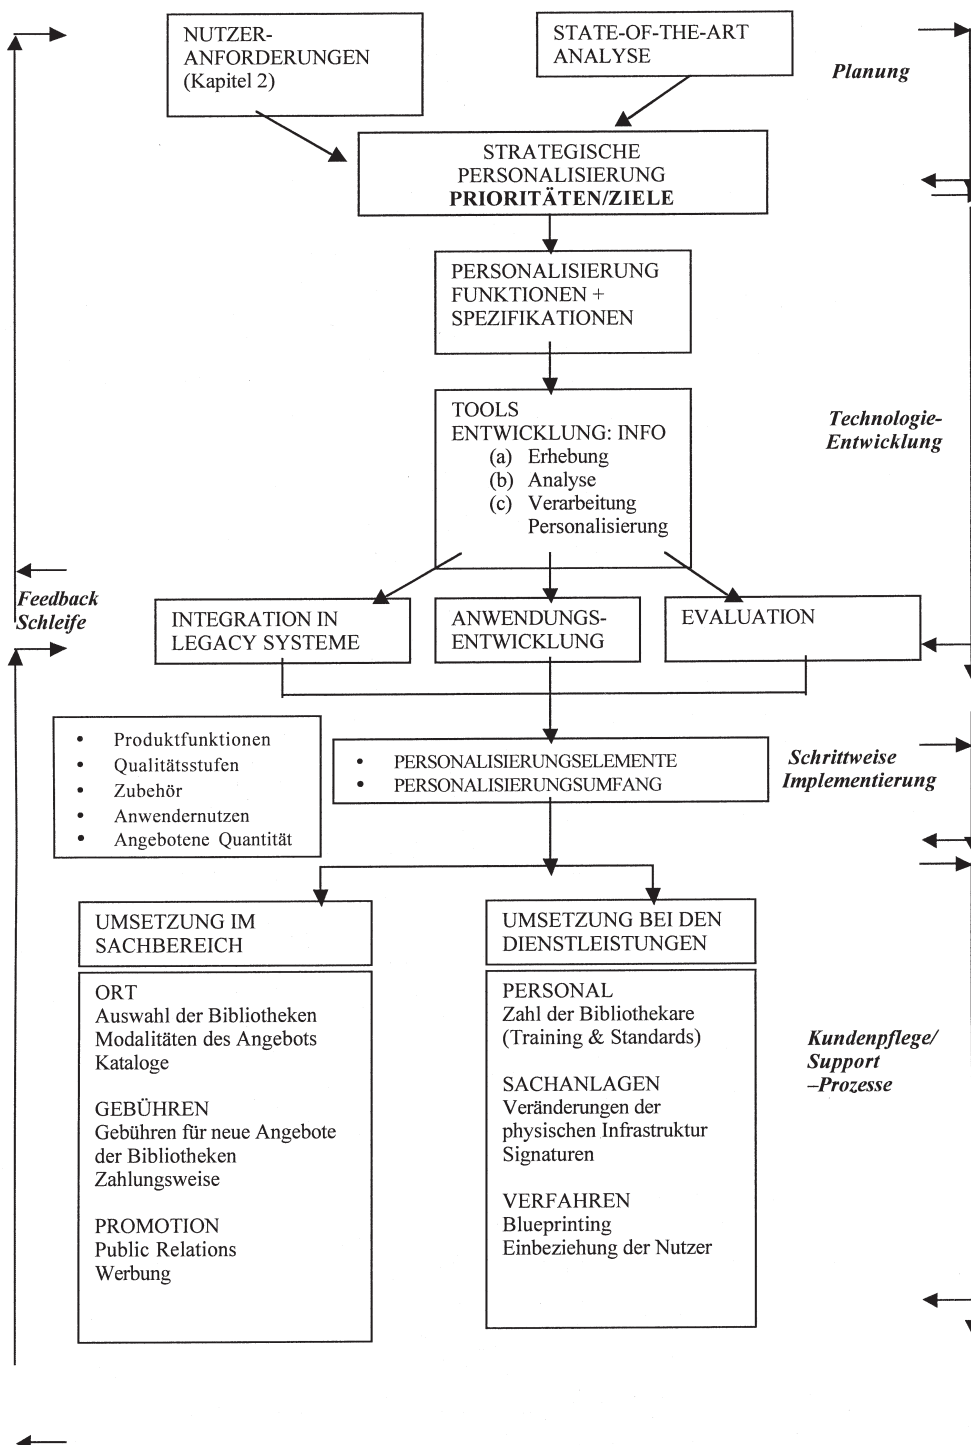 NUTZER-
ANFORDERUNGEN
(Kapitel 2)
STATE-OF-THE-ART
ANALYSE
Planung
STRATEGISCHE
PERSONALISIERUNG
PRIORITÄTEN/ZIELE
PERSONALISIERUNG
FUNKTIONEN +
SPEZIFIKATIONEN
TOOLS
ENTWICKLUNG: INFO
(a) Erhebung
(b) Analyse
(c) Verarbeitung
Personalisierung
Technologie-
Entwicklung
Feedback
Schleife
INTEGRATION IN
LEGACY SYSTEME
ANWENDUNGS-
ENTWICKLUNG
EVALUATION
• Produktfunktionen
• Qualitätsstufen
• Zubehör
• Anwendernutzen
• Angebotene Quantität
• PERSONALISIERUNGSELEMENTE
• PERSONALISIERUNGSUMFANG
Schrittweise
Implementierung
UMSETZUNG IM
SACHBEREICH
ORT
Auswahl der Bibliotheken
Modalitäten des Angebots
Kataloge
GEBÜHREN
Gebühren für neue Angebote
der Bibliotheken
Zahlungsweise
PROMOTION
Public Relations
Werbung
UMSETZUNG BEI DEN
DIENSTLEISTUNGEN
PERSONAL
Zahl der Bibliothekare
(Training & Standards)
SACHANLAGEN
Veränderungen der
physischen Infrastruktur
Signaturen
VERFAHREN
Blueprinting
Einbeziehung der Nutzer
Kundenpflege/
Support
–Prozesse